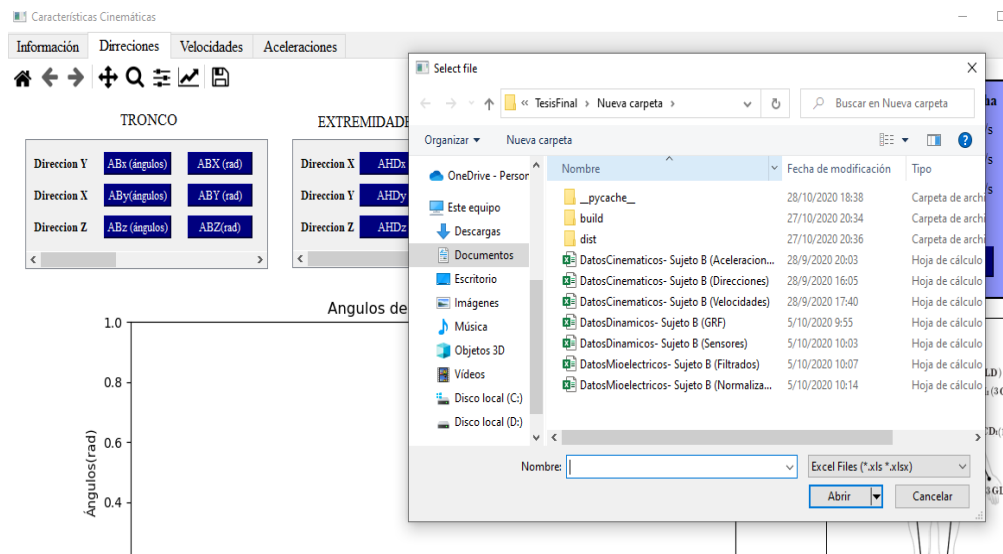 Características Cinemáticas
Información Dirreciones Velocidades Aceleraciones
TRONCO
Direccion Y ABx (ángulos) ABX (rad)
Direccion X ABy(ángulos) ABY (rad)
Direccion Z ABz (ángulos) ABZ(rad)
EXTREMIDADE
Direccion X AHDx
Direccion Y AHDy
Direccion Z AHDz
Angulos de
1.0
0.8
0.6
0.4
Ángulos(rad)
Select file
« TesisFinal › Nueva carpeta ›
Buscar en Nueva carpeta
Organizar Nueva carpeta
OneDrive - Person
Este equipo
Descargas
Documentos
Escritorio
Imágenes
Música
Objetos 3D
Vídeos
Disco local (C:)
Disco local (D:)
Nombre Fecha de modificación Tipo
__pycache__ 28/10/2020 18:38 Carpeta de archi
build 27/10/2020 20:34 Carpeta de archi
dist 27/10/2020 20:36 Carpeta de archi
DatosCinematicos- Sujeto B (Aceleracion... 28/9/2020 20:03 Hoja de cálculo
DatosCinematicos- Sujeto B (Direcciones) 28/9/2020 16:05 Hoja de cálculo
DatosCinematicos- Sujeto B (Velocidades) 28/9/2020 17:40 Hoja de cálculo
DatosDinamicos- Sujeto B (GRF) 5/10/2020 9:55 Hoja de cálculo
DatosDinamicos- Sujeto B (Sensores) 5/10/2020 10:03 Hoja de cálculo
DatosMioelectricos- Sujeto B (Filtrados) 5/10/2020 10:07 Hoja de cálculo
DatosMioelectricos- Sujeto B (Normaliza... 5/10/2020 10:14 Hoja de cálculo
Nombre:
Excel Files (*.xls *.xlsx)
Abrir Cancelar